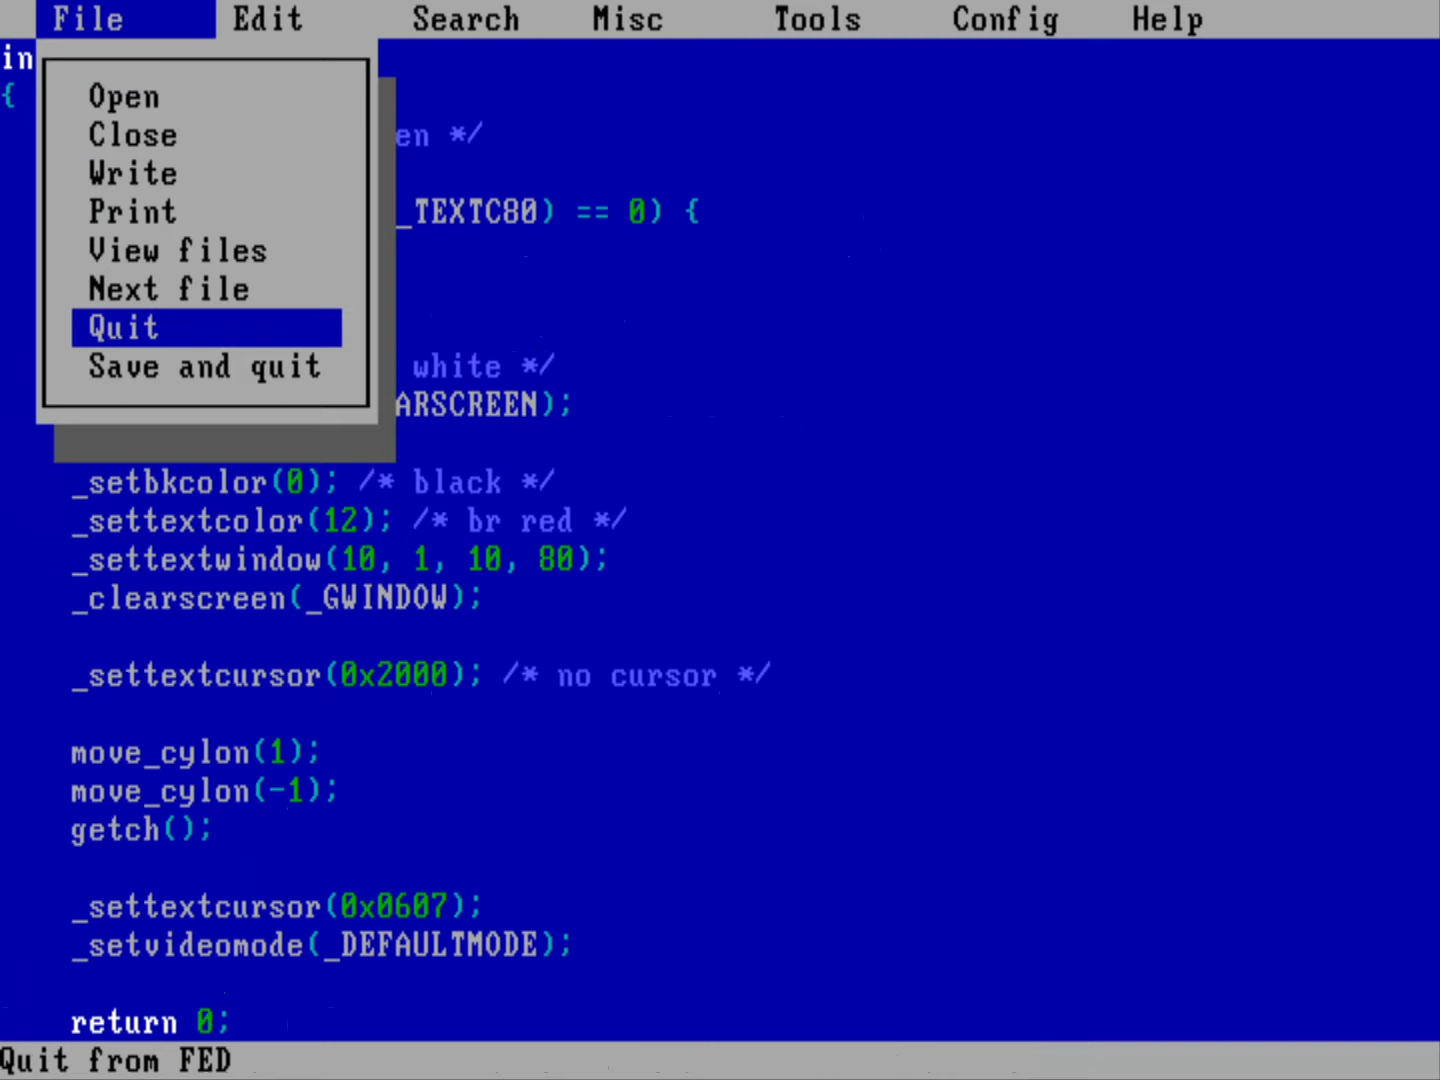 File Edit Search Misc Tools Config Help
in
{
Open
Close
en */
Write
Print
_TEXTC80) == 0) {
View files
Next file
Quit
Save and quit
white */
ARSCREEN);
_setbkcolor(0); /* black */
_settextcolor(12); /* br red */
_settextwindow(10, 1, 10, 80);
_clearscreen(_GWINDOW);
_settextcursor(0x2000); /* no cursor */
move_cylon(1);
move_cylon(-1);
getch();
_settextcursor(0x0607);
_setvideomode(_DEFAULTMODE);
return 0;
Quit from FED